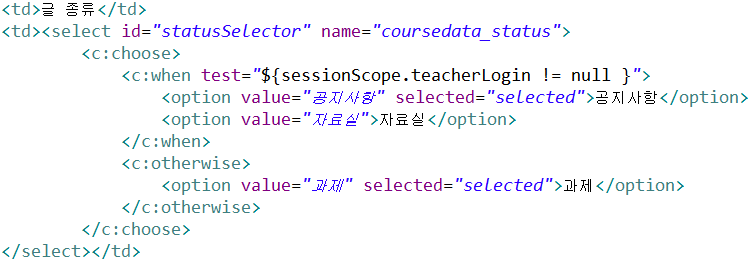 <td>글 종류</td>
<td><select id="statusSelector" name="coursedata_status">
<c:choose>
<c:when test="${sessionScope.teacherLogin != null }">
<option value="공지사항" selected="selected">공지사항</option>
<option value="자료실">자료실</option>
</c:when>
<c:otherwise>
<option value="과제" selected="selected">과제</option>
</c:otherwise>
</c:choose>
</select></td>